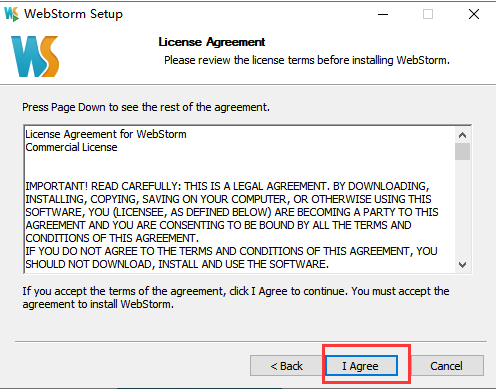 WebStorm Setup
WS
License Agreement
Please review the license terms before installing WebStorm.
Press Page Down to see the rest of the agreement.
License Agreement for WebStorm
Commercial License
IMPORTANT! READ CAREFULLY: THIS IS A LEGAL AGREEMENT. BY DOWNLOADING,
INSTALLING, COPYING, SAVING ON YOUR COMPUTER, OR OTHERWISE USING THIS
SOFTWARE, YOU (LICENSEE, AS DEFINED BELOW) ARE BECOMING A PARTY TO THIS
AGREEMENT AND YOU ARE CONSENTING TO BE BOUND BY ALL THE TERMS AND
CONDITIONS OF THIS AGREEMENT.
IF YOU DO NOT AGREE TO THE TERMS AND CONDITIONS OF THIS AGREEMENT, YOU
SHOULD NOT DOWNLOAD, INSTALL AND USE THE SOFTWARE.
If you accept the terms of the agreement, click I Agree to continue. You must accept the
agreement to install WebStorm.
< Back I Agree Cancel